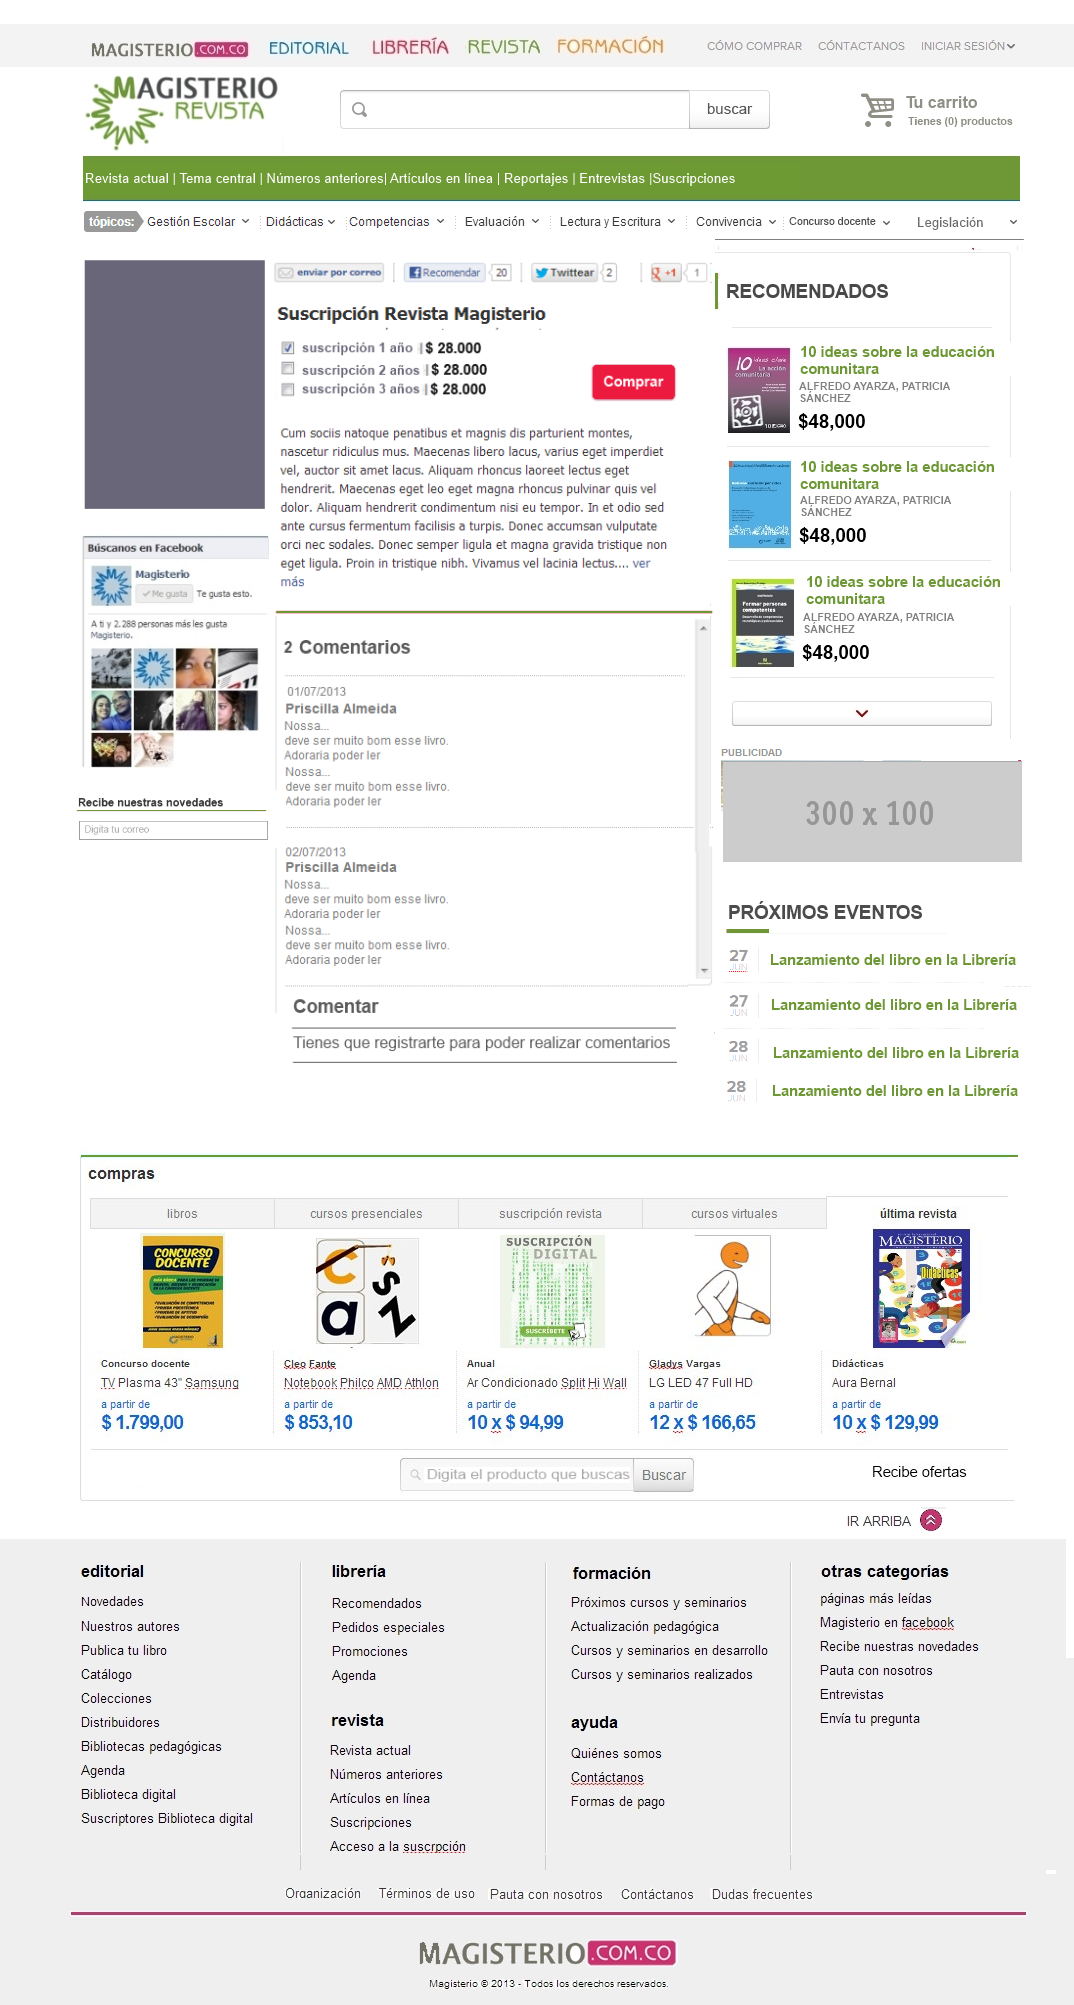 MAGISTERIO.COM.CO EDITORIAL LIBRERÍA REVISTA FORMACIÓN CÓMO COMPRAR CÓNTACTANOS INICIAR SESIÓN
MAGISTERIO
REVISTA
buscar
Tu carrito
Tienes (0) productos
Revista actual | Tema central | Números anteriores| Artículos en línea | Reportajes | Entrevistas |Suscripciones
tópicos: Gestión Escolar Didácticas Competencias Evaluación Lectura y Escritura Convivencia Concurso docente Legislación
enviar por correo | Recomendar 20 | Twittear 2 | +1 1
Suscripción Revista Magisterio
suscripción 1 año |$ 28.000
suscripción 2 años |$ 28.000
suscripción 3 años |$ 28.000
Comprar
Cum sociis natoque penatibus et magnis dis parturient montes,
nascetur ridiculus mus. Maecenas libero lacus, varius eget imperdiet
vel, auctor sit amet lacus. Aliquam rhoncus laoreet lectus eget
hendrerit. Maecenas eget leo eget magna rhoncus pulvinar quis vel
dolor. Aliquam hendrerit condimentum nisi eu tempor. In et odio sed
ante cursus fermentum facilisis a turpis. Donec accumsan vulputate
orci nec sodales. Donec semper ligula et magna gravida tristique non
eget ligula. Proin in tristique nibh. Vivamus vel lacinia lectus.... ver
más
Búscanos en Facebook
Magisterio
Me gusta Te gusta esto.
A ti y 2.288 personas más les gusta
Magisterio.
Recibe nuestras novedades
Digita tu correo
2 Comentarios
01/07/2013
Priscilla Almeida
Nossa...
deve ser muito bom esse livro.
Adoraria poder ler
Nossa...
deve ser muito bom esse livro.
Adoraria poder ler
02/07/2013
Priscilla Almeida
Nossa...
deve ser muito bom esse livro.
Adoraria poder ler
Nossa...
deve ser muito bom esse livro.
Adoraria poder ler
Comentar
Tienes que registrarte para poder realizar comentarios
RECOMENDADOS
10 ideas clave
La acción
comunitaria
10 ideas sobre la educación
comunitara
ALFREDO AYARZA, PATRICIA
SÁNCHEZ
$48,000
10 ideas sobre la educación
comunitara
ALFREDO AYARZA, PATRICIA
SÁNCHEZ
$48,000
Formar personas
competentes
10 ideas sobre la educación
comunitara
ALFREDO AYARZA, PATRICIA
SÁNCHEZ
$48,000
PUBLICIDAD
300 x 100
PRÓXIMOS EVENTOS
27 JUN Lanzamiento del libro en la Librería
27 JUN Lanzamiento del libro en la Librería
28 JUN Lanzamiento del libro en la Librería
28 JUN Lanzamiento del libro en la Librería
compras
libros cursos presenciales suscripción revista cursos virtuales última revista
CONCURSO
DOCENTE
c s a z
SUSCRIPCIÓN
DIGITAL
SUSCRÍBETE
MAGISTERIO
Didácticas
Concurso docente
TV Plasma 43" Samsung
a partir de
$ 1.799,00
Cleo Fante
Notebook Philco AMD Athlon
a partir de
$ 853,10
Anual
Ar Condicionado Split Hi Wall
a partir de
10 x $ 94,99
Gladys Vargas
LG LED 47 Full HD
a partir de
12 x $ 166,65
Didácticas
Aura Bernal
a partir de
10 x $ 129,99
Digita el producto que buscas Buscar
Recibe ofertas
IR ARRIBA
editorial
Novedades
Nuestros autores
Publica tu libro
Catálogo
Colecciones
Distribuidores
Bibliotecas pedagógicas
Agenda
Biblioteca digital
Suscriptores Biblioteca digital
librería
Recomendados
Pedidos especiales
Promociones
Agenda
revista
Revista actual
Números anteriores
Artículos en línea
Suscripciones
Acceso a la suscrpción
formación
Próximos cursos y seminarios
Actualización pedagógica
Cursos y seminarios en desarrollo
Cursos y seminarios realizados
ayuda
Quiénes somos
Contáctanos
Formas de pago
otras categorías
páginas más leídas
Magisterio en facebook
Recibe nuestras novedades
Pauta con nosotros
Entrevistas
Envía tu pregunta
Organización Términos de uso Pauta con nosotros Contáctanos Dudas frecuentes
MAGISTERIO.COM.CO
Magisterio © 2013 - Todos los derechos reservados.